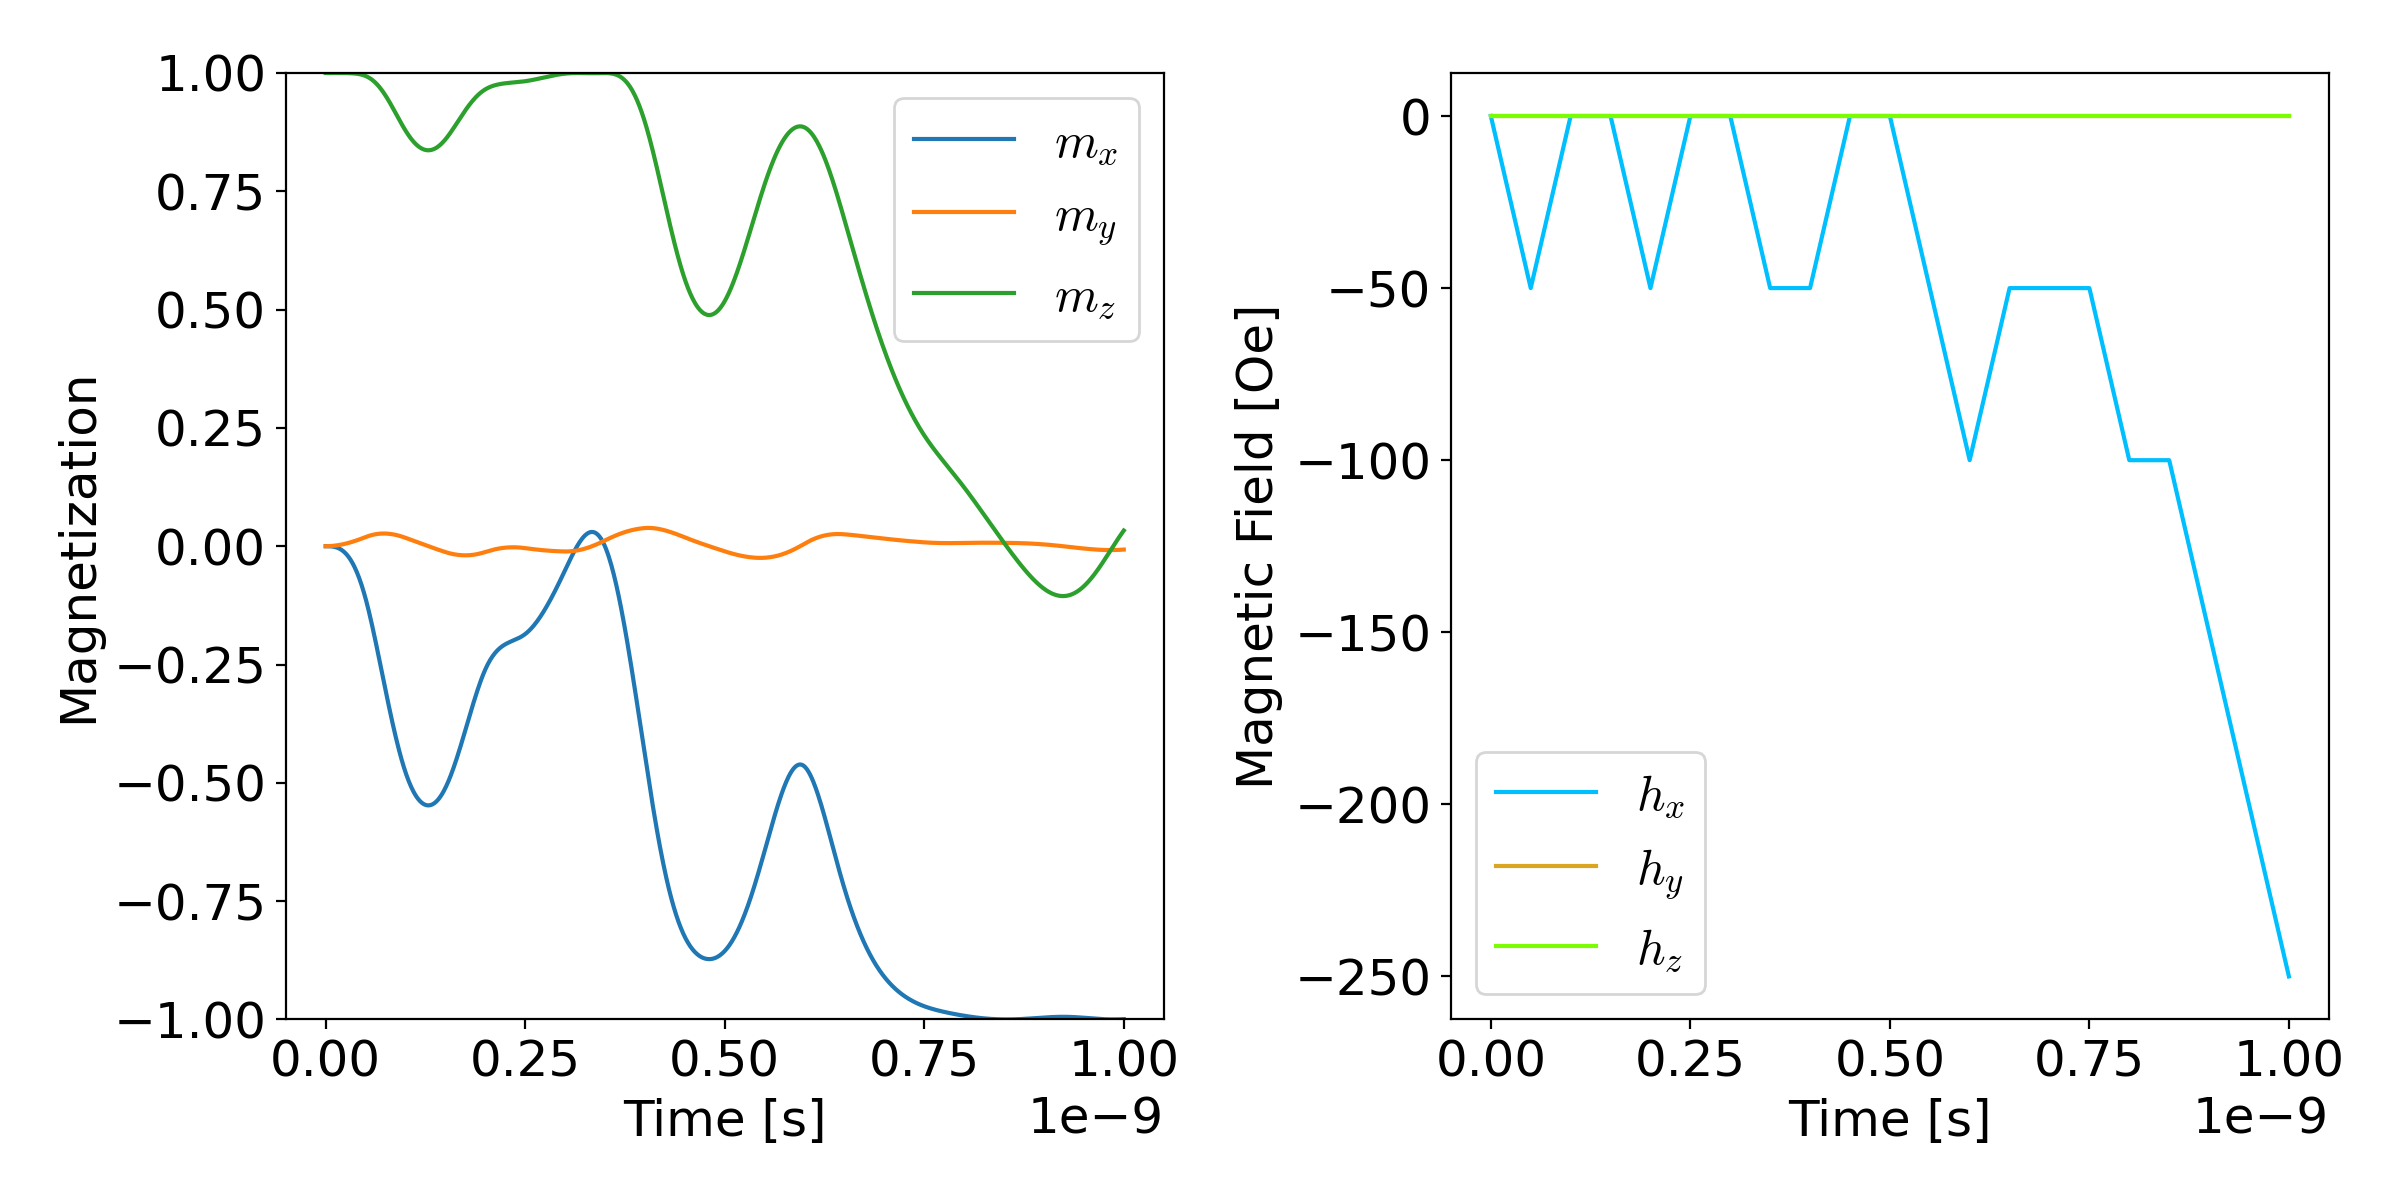 1.00
0.75
0.50
0.25
0.00
−0.25
−0.50
−0.75
−1.00
Magnetization
0.00 0.25 0.50 0.75 1.00
Time [s]
1e−9
m_x
m_y
m_z
0
−50
−100
−150
−200
−250
Magnetic Field [Oe]
0.00 0.25 0.50 0.75 1.00
Time [s]
1e−9
h_x
h_y
h_z